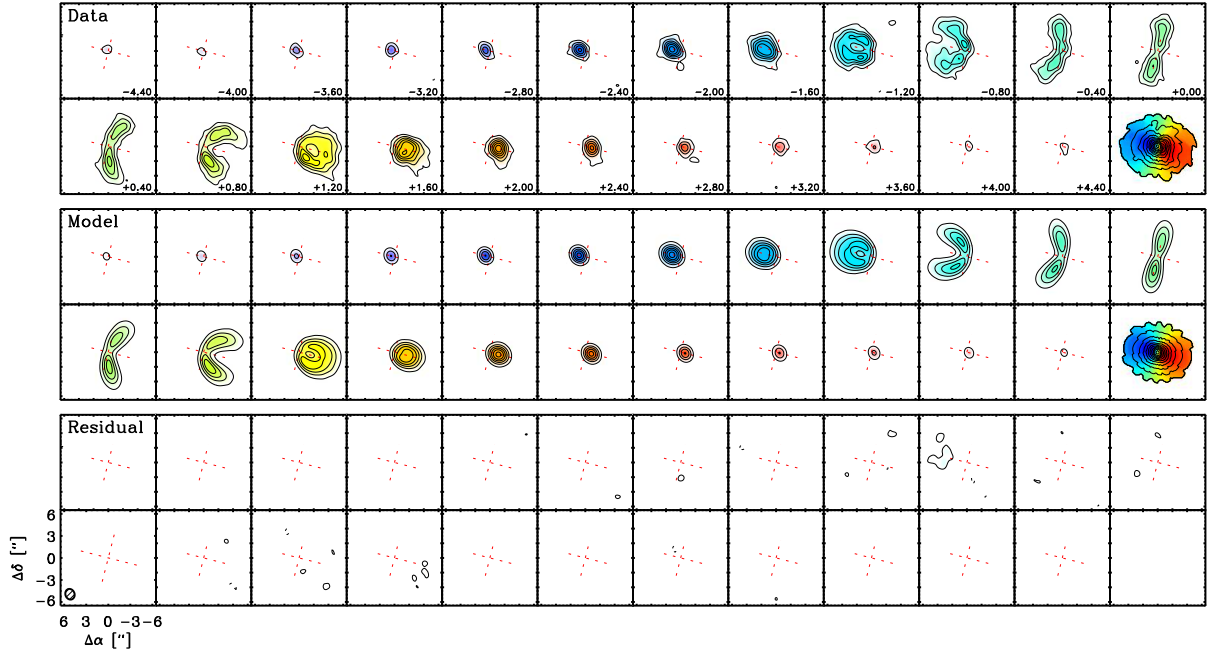 Data
-4.40 -4.00 -3.60 -3.20 -2.80 -2.40 -2.00 -1.60 -1.20 -0.80 -0.40 +0.00
+0.40 +0.80 +1.20 +1.60 +2.00 +2.40 +2.80 +3.20 +3.60 +4.00 +4.40
Model
Residual
6
3
0
-3
-6
Δδ ["]
6 3 0 -3 -6
Δα ["]